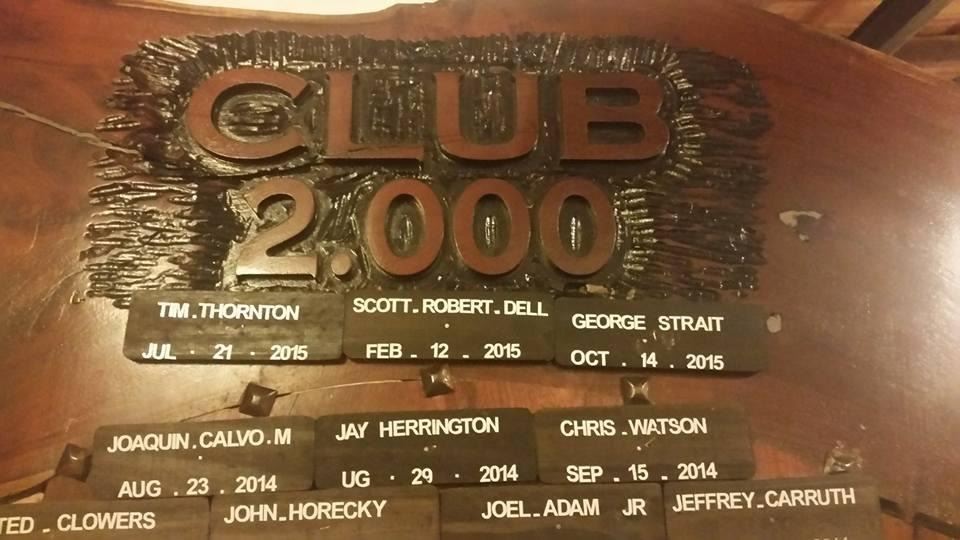 CLUB
2.000
TIM.THORNTON
JUL · 21 · 2015
SCOTT.ROBERT.DELL
FEB . 12 . 2015
GEORGE STRAIT
OCT . 14 . 2015
JOAQUIN.CALVO.M
AUG . 23 . 2014
JAY HERRINGTON
UG · 29 · 2014
CHRIS .WATSON
SEP . 15 . 2014
TED - CLOWERS
JOHN-HORECKY
JOEL-ADAM JR
JEFFREY-CARRUTH